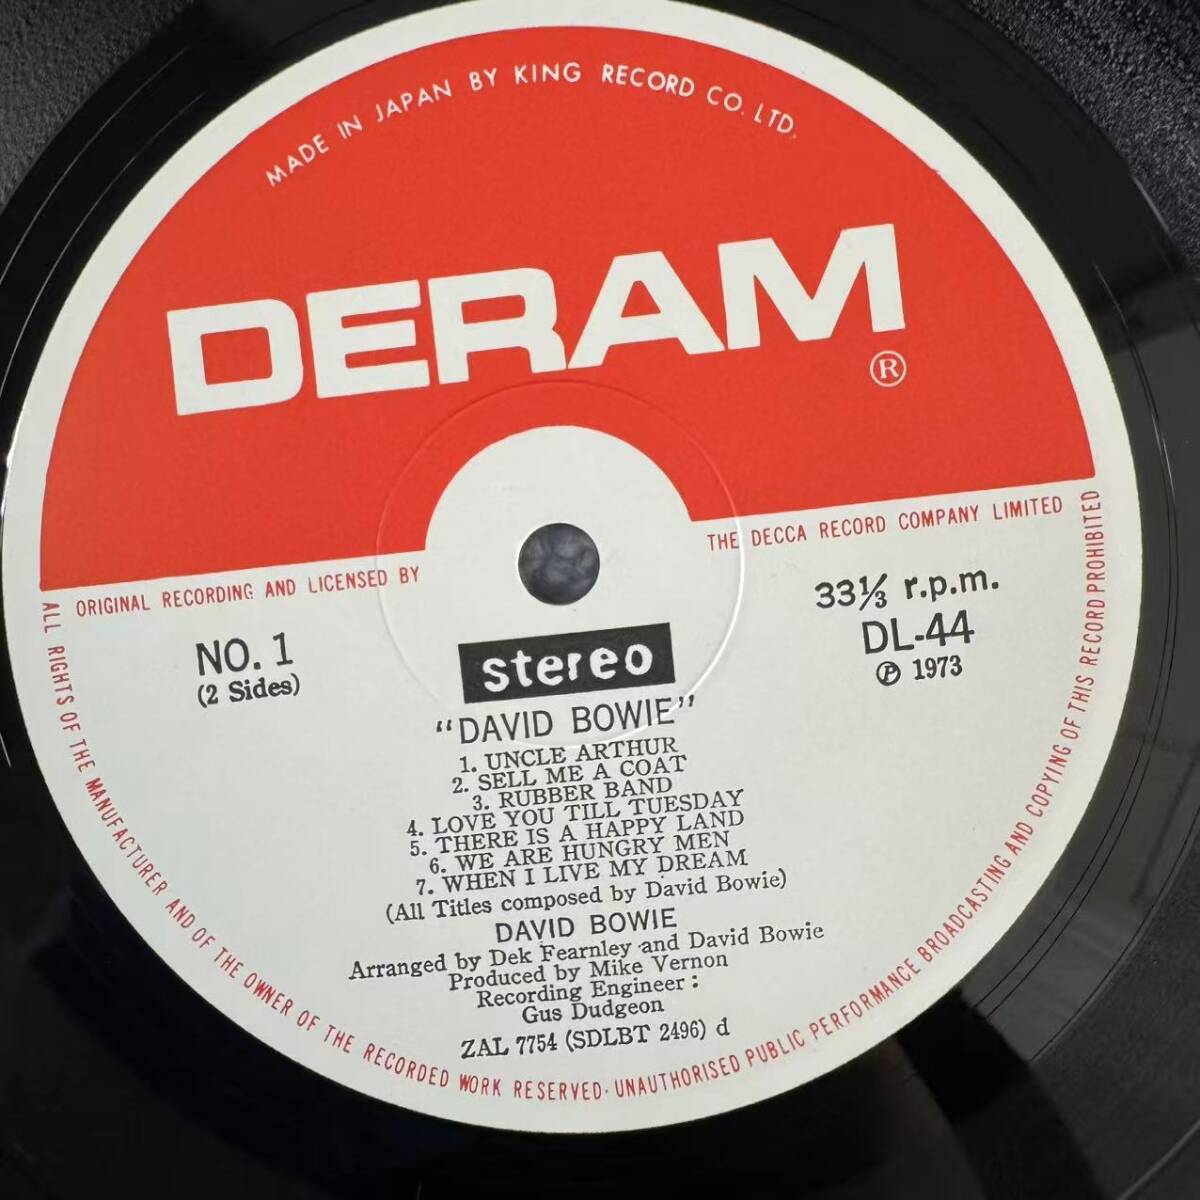 MADE IN JAPAN BY KING RECORD CO. LTD.
DERAM
®
ORIGINAL RECORDING AND LICENSED BY
THE DECCA RECORD COMPANY LIMITED
NO. 1
(2 Sides)
33⅓ r.p.m.
DL-44
Ⓟ 1973
stereo
"DAVID BOWIE"
1. UNCLE ARTHUR
2. SELL ME A COAT
3. RUBBER BAND
4. LOVE YOU TILL TUESDAY
5. THERE IS A HAPPY LAND
6. WE ARE HUNGRY MEN
7. WHEN I LIVE MY DREAM
(All Titles composed by David Bowie)
DAVID BOWIE
Arranged by Dek Fearnley and David Bowie
Produced by Mike Vernon
Recording Engineer :
Gus Dudgeon
ZAL 7754 (SDLBT 2496) d
ALL RIGHTS OF THE MANUFACTURER AND OF THE OWNER OF THE RECORDED WORK RESERVED· UNAUTHORISED PUBLIC PERFORMANCE BROADCASTING AND COPYING OF THIS RECORD PROHIBITED